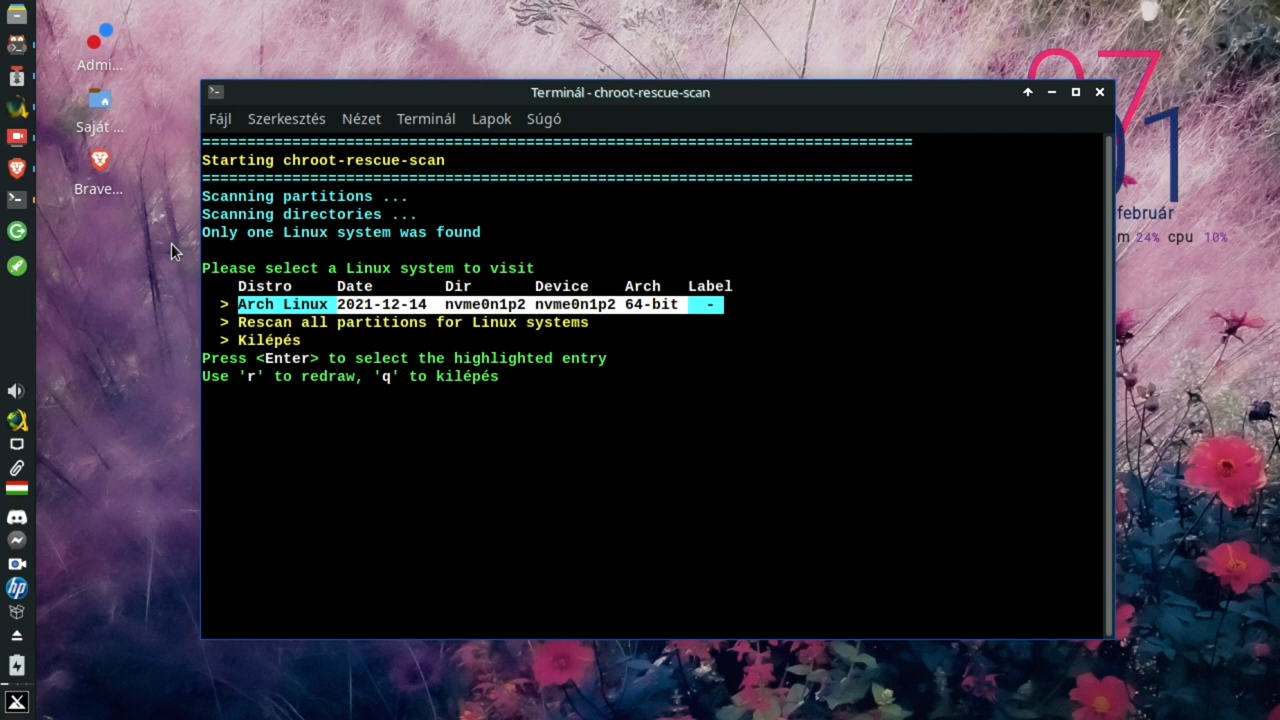 Admi...
Saját ...
Brave...
Terminál - chroot-rescue-scan
Fájl Szerkesztés Nézet Terminál Lapok Súgó
===============================================================================
Starting chroot-rescue-scan
===============================================================================
Scanning partitions ...
Scanning directories ...
Only one Linux system was found
Please select a Linux system to visit
Distro Date Dir Device Arch Label
> Arch Linux 2021-12-14 nvme0n1p2 nvme0n1p2 64-bit -
> Rescan all partitions for Linux systems
> Kilépés
Press <Enter> to select the highlighted entry
Use 'r' to redraw, 'q' to kilépés
február
m 24% cpu 10%
hp